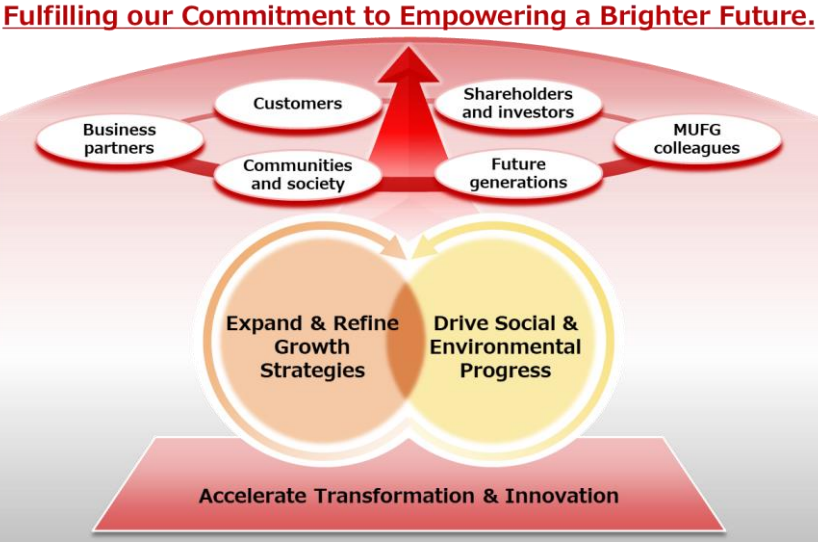 Fulfilling our Commitment to Empowering a Brighter Future.
Customers
Shareholders
and investors
Business
partners
MUFG
colleagues
Communities
and society
Future
generations
Expand & Refine
Growth
Strategies
Drive Social &
Environmental
Progress
Accelerate Transformation & Innovation